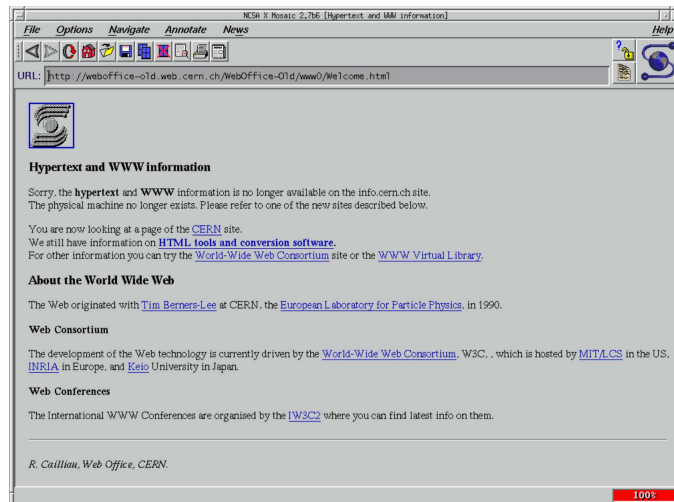 NCSA X Mosaic 2,7b6 [Hypertext and WWW information]
File Options Navigate Annotate News Help
URL: http://weboffice-old.web.cern.ch/WebOffice-Old/www0/Welcome.html
Hypertext and WWW information
Sorry, the hypertext and WWW information is no longer available on the info.cern.ch site.
The physical machine no longer exists. Please refer to one of the new sites described below.
You are now looking at a page of the CERN site.
We still have information on HTML tools and conversion software.
For other information you can try the World-Wide Web Consortium site or the WWW Virtual Library.
About the World Wide Web
The Web originated with Tim Berners-Lee at CERN, the European Laboratory for Particle Physics, in 1990.
Web Consortium
The development of the Web technology is currently driven by the World-Wide Web Consortium, W3C, , which is hosted by MIT/LCS in the US,
INRIA in Europe, and Keio University in Japan.
Web Conferences
The International WWW Conferences are organised by the IW3C2 where you can find latest info on them.
R. Cailliau, Web Office, CERN.
100%